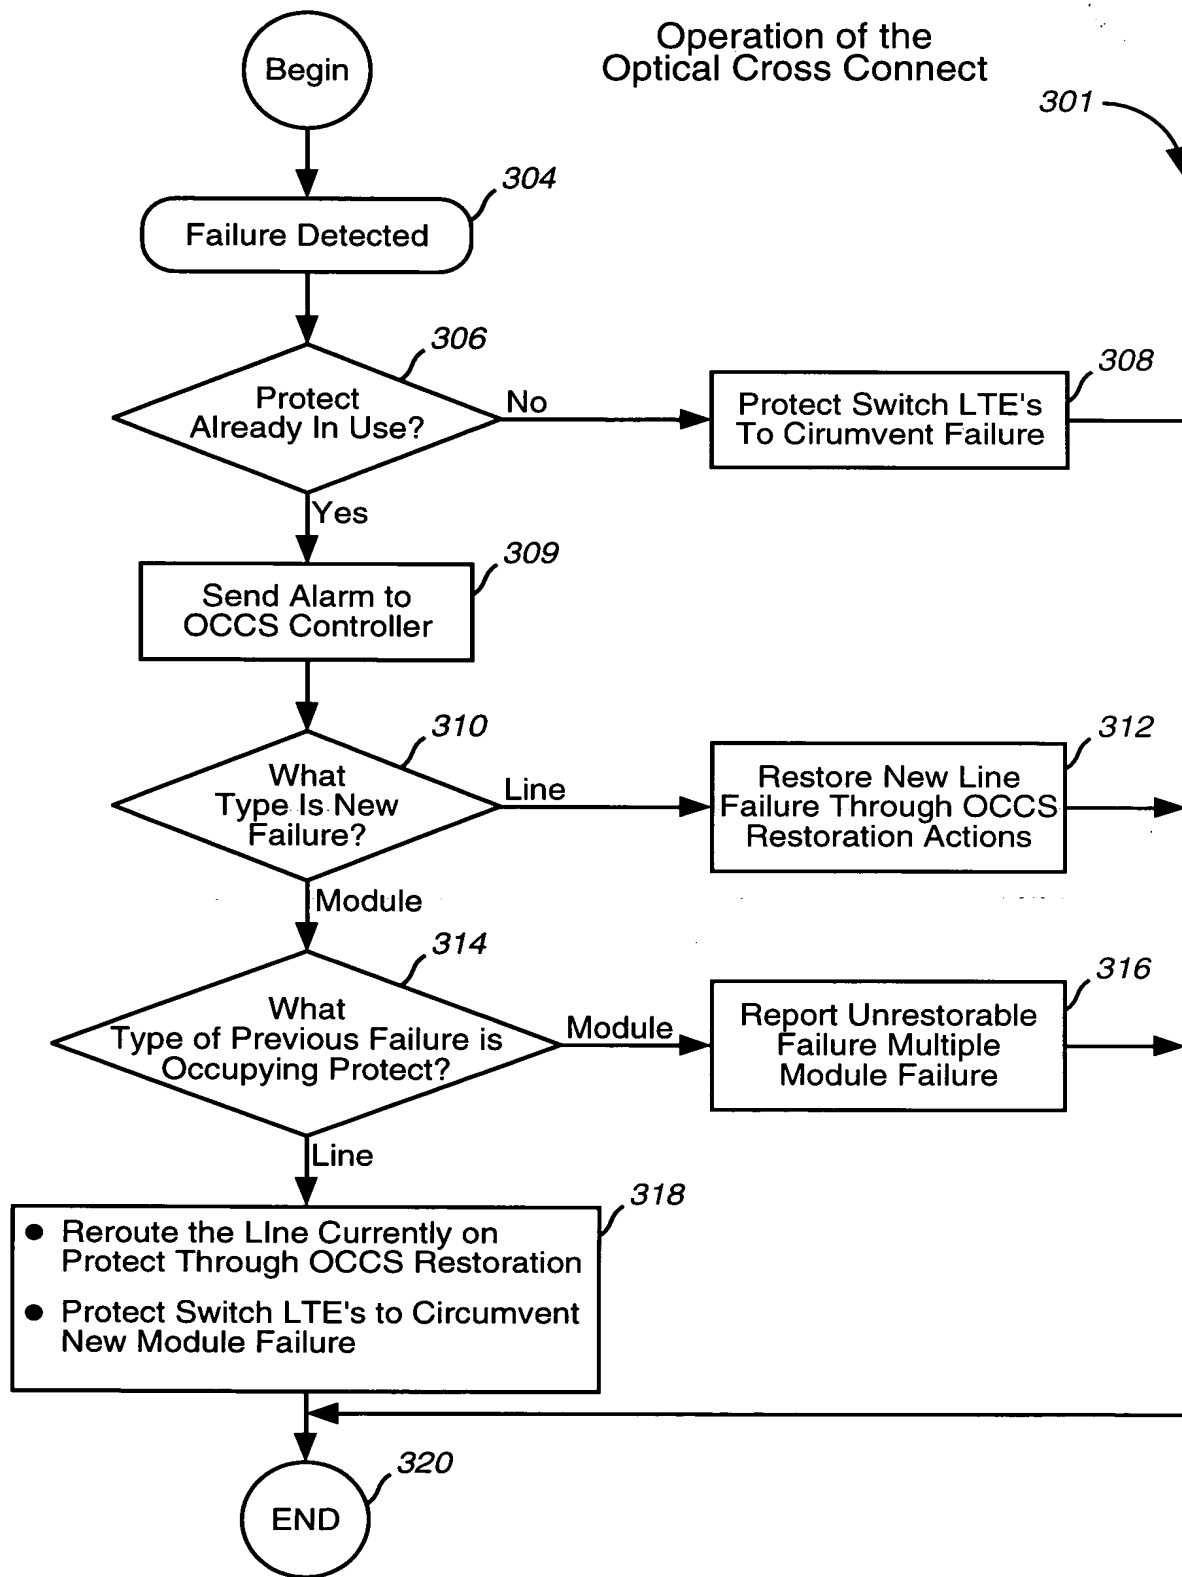 Operation of the
Optical Cross Connect
301
Begin
304
Failure Detected
306
Protect
Already In Use?
No
308
Protect Switch LTE's
To Cirumvent Failure
Yes
309
Send Alarm to
OCCS Controller
310
What
Type Is New
Failure?
Line
312
Restore New Line
Failure Through OCCS
Restoration Actions
Module
314
What
Type of Previous Failure is
Occupying Protect?
Module
316
Report Unrestorable
Failure Multiple
Module Failure
Line
318
● Reroute the LIne Currently on
Protect Through OCCS Restoration
● Protect Switch LTE's to Circumvent
New Module Failure
320
END